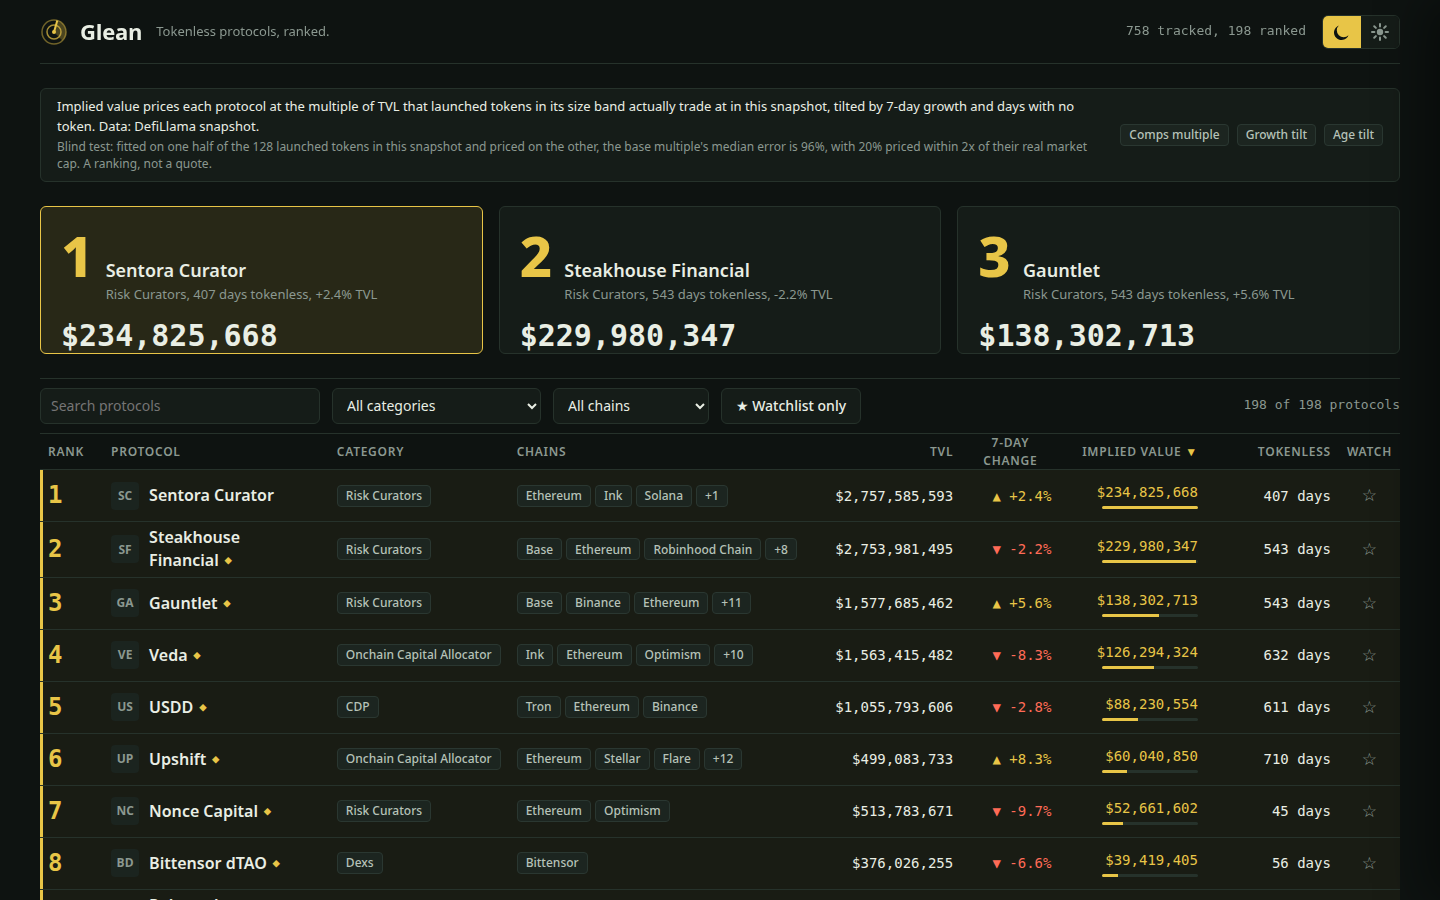 Glean Tokenless protocols, ranked. 758 tracked, 198 ranked
Implied value prices each protocol at the multiple of TVL that launched tokens in its size band actually trade at in this snapshot, tilted by 7-day growth and days with no
token. Data: DefiLlama snapshot.
Blind test: fitted on one half of the 128 launched tokens in this snapshot and priced on the other, the base multiple's median error is 96%, with 20% priced within 2x of their real market
cap. A ranking, not a quote.
Comps multiple Growth tilt Age tilt
1 Sentora Curator
Risk Curators, 407 days tokenless, +2.4% TVL
$234,825,668
2 Steakhouse Financial
Risk Curators, 543 days tokenless, -2.2% TVL
$229,980,347
3 Gauntlet
Risk Curators, 543 days tokenless, +5.6% TVL
$138,302,713
Search protocols All categories All chains ★ Watchlist only 198 of 198 protocols
RANK PROTOCOL CATEGORY CHAINS TVL 7-DAY CHANGE IMPLIED VALUE ▼ TOKENLESS WATCH
1 SC Sentora Curator Risk Curators Ethereum Ink Solana +1 $2,757,585,593 ▲ +2.4% $234,825,668 407 days ☆
2 SF Steakhouse Financial ◆ Risk Curators Base Ethereum Robinhood Chain +8 $2,753,981,495 ▼ -2.2% $229,980,347 543 days ☆
3 GA Gauntlet ◆ Risk Curators Base Binance Ethereum +11 $1,577,685,462 ▲ +5.6% $138,302,713 543 days ☆
4 VE Veda ◆ Onchain Capital Allocator Ink Ethereum Optimism +10 $1,563,415,482 ▼ -8.3% $126,294,324 632 days ☆
5 US USDD ◆ CDP Tron Ethereum Binance $1,055,793,606 ▼ -2.8% $88,230,554 611 days ☆
6 UP Upshift ◆ Onchain Capital Allocator Ethereum Stellar Flare +12 $499,083,733 ▲ +8.3% $60,040,850 710 days ☆
7 NC Nonce Capital ◆ Risk Curators Ethereum Optimism $513,783,671 ▼ -9.7% $52,661,602 45 days ☆
8 BD Bittensor dTAO ◆ Dexs Bittensor $376,026,255 ▼ -6.6% $39,419,405 56 days ☆